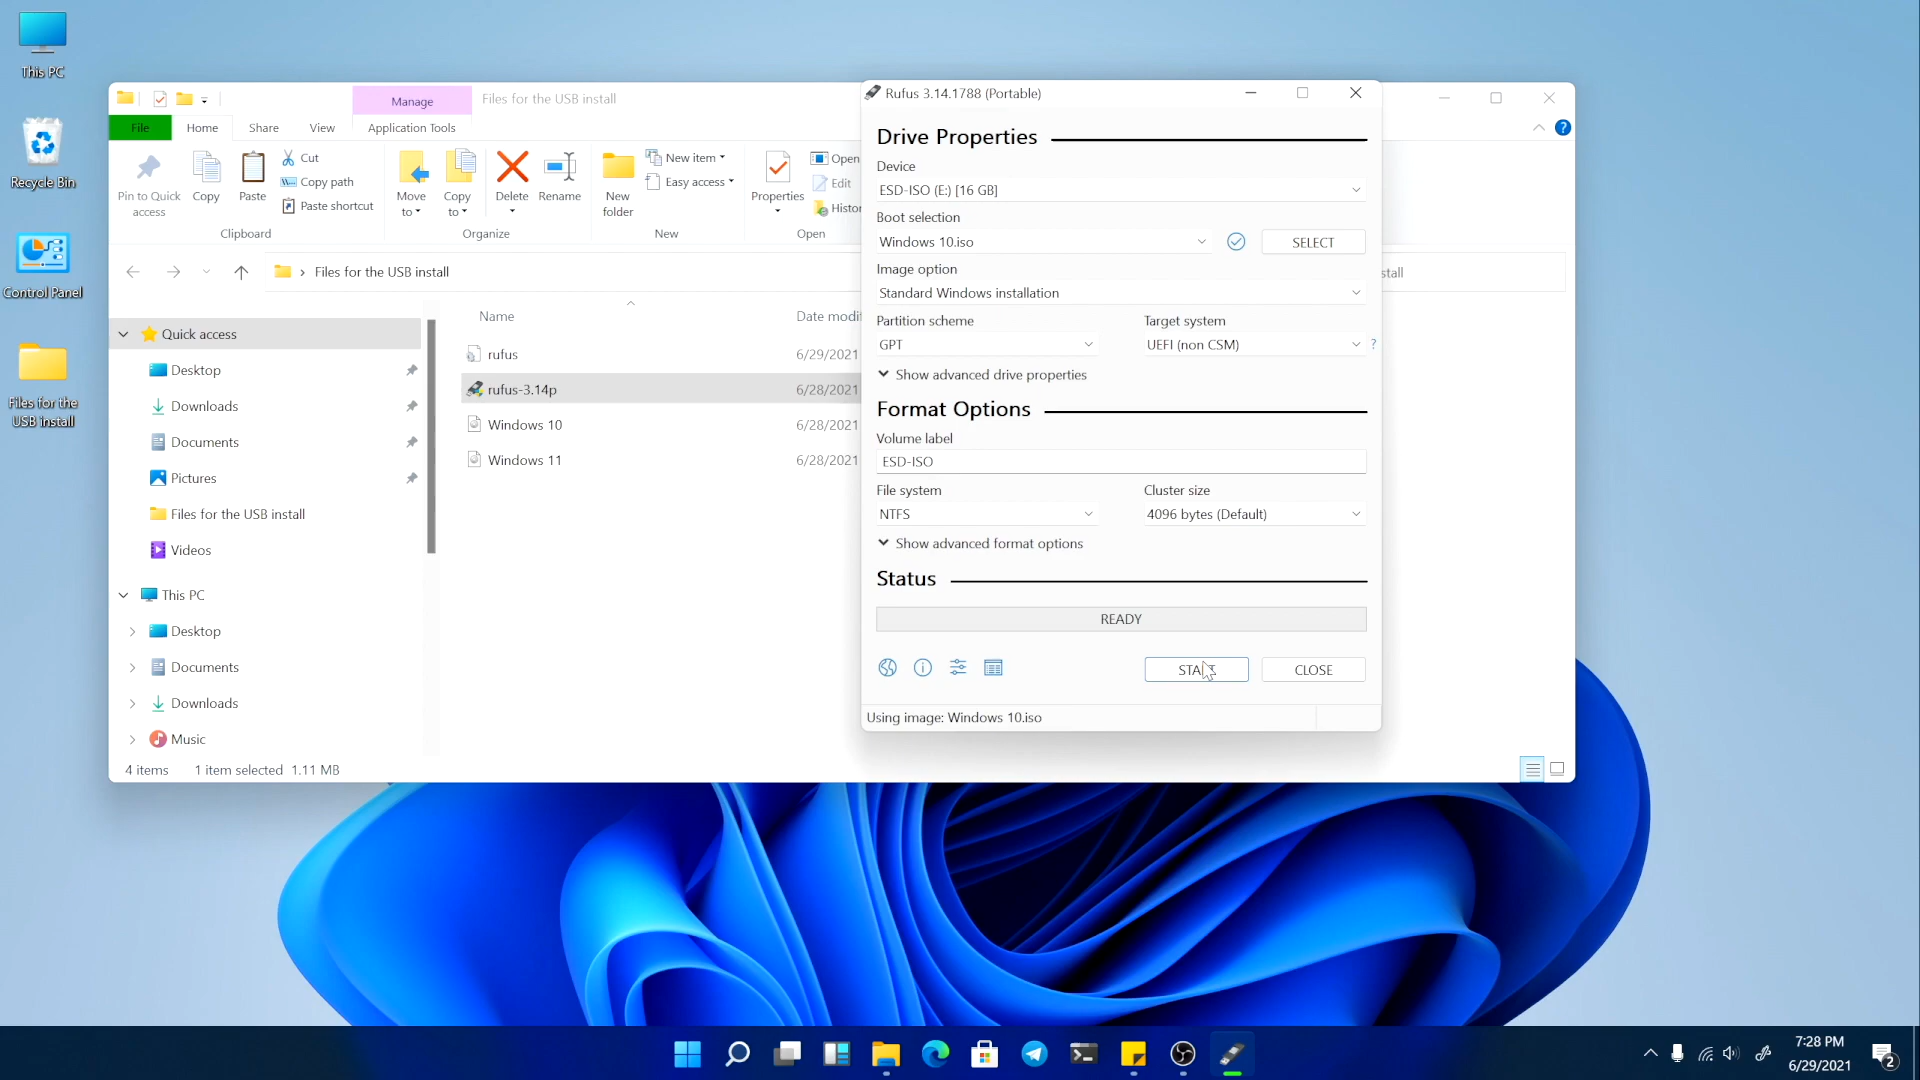 This PC
Recycle Bin
Control Panel
Files for the
USB install
Manage
Files for the USB install
File
Home
Share
View
Application Tools
Pin to Quick
access
Copy
Paste
Cut
Copy path
Paste shortcut
Clipboard
Move
to
Copy
to
Delete
Rename
Organize
New
folder
New item
Easy access
New
Properties
Open
Edit
Histor
Open
Files for the USB install
stall
Quick access
Desktop
Downloads
Documents
Pictures
Files for the USB install
Videos
This PC
Desktop
Documents
Downloads
Music
Name
Date modif
rufus
6/29/2021
rufus-3.14p
6/28/2021
Windows 10
6/28/2021
Windows 11
6/28/2021
4 items
1 item selected 1.11 MB
Rufus 3.14.1788 (Portable)
Drive Properties
Device
ESD-ISO (E:) [16 GB]
Boot selection
Windows 10.iso
SELECT
Image option
Standard Windows installation
Partition scheme
Target system
GPT
UEFI (non CSM)
?
Show advanced drive properties
Format Options
Volume label
ESD-ISO
File system
Cluster size
NTFS
4096 bytes (Default)
Show advanced format options
Status
READY
START
CLOSE
Using image: Windows 10.iso
7:28 PM
6/29/2021
2